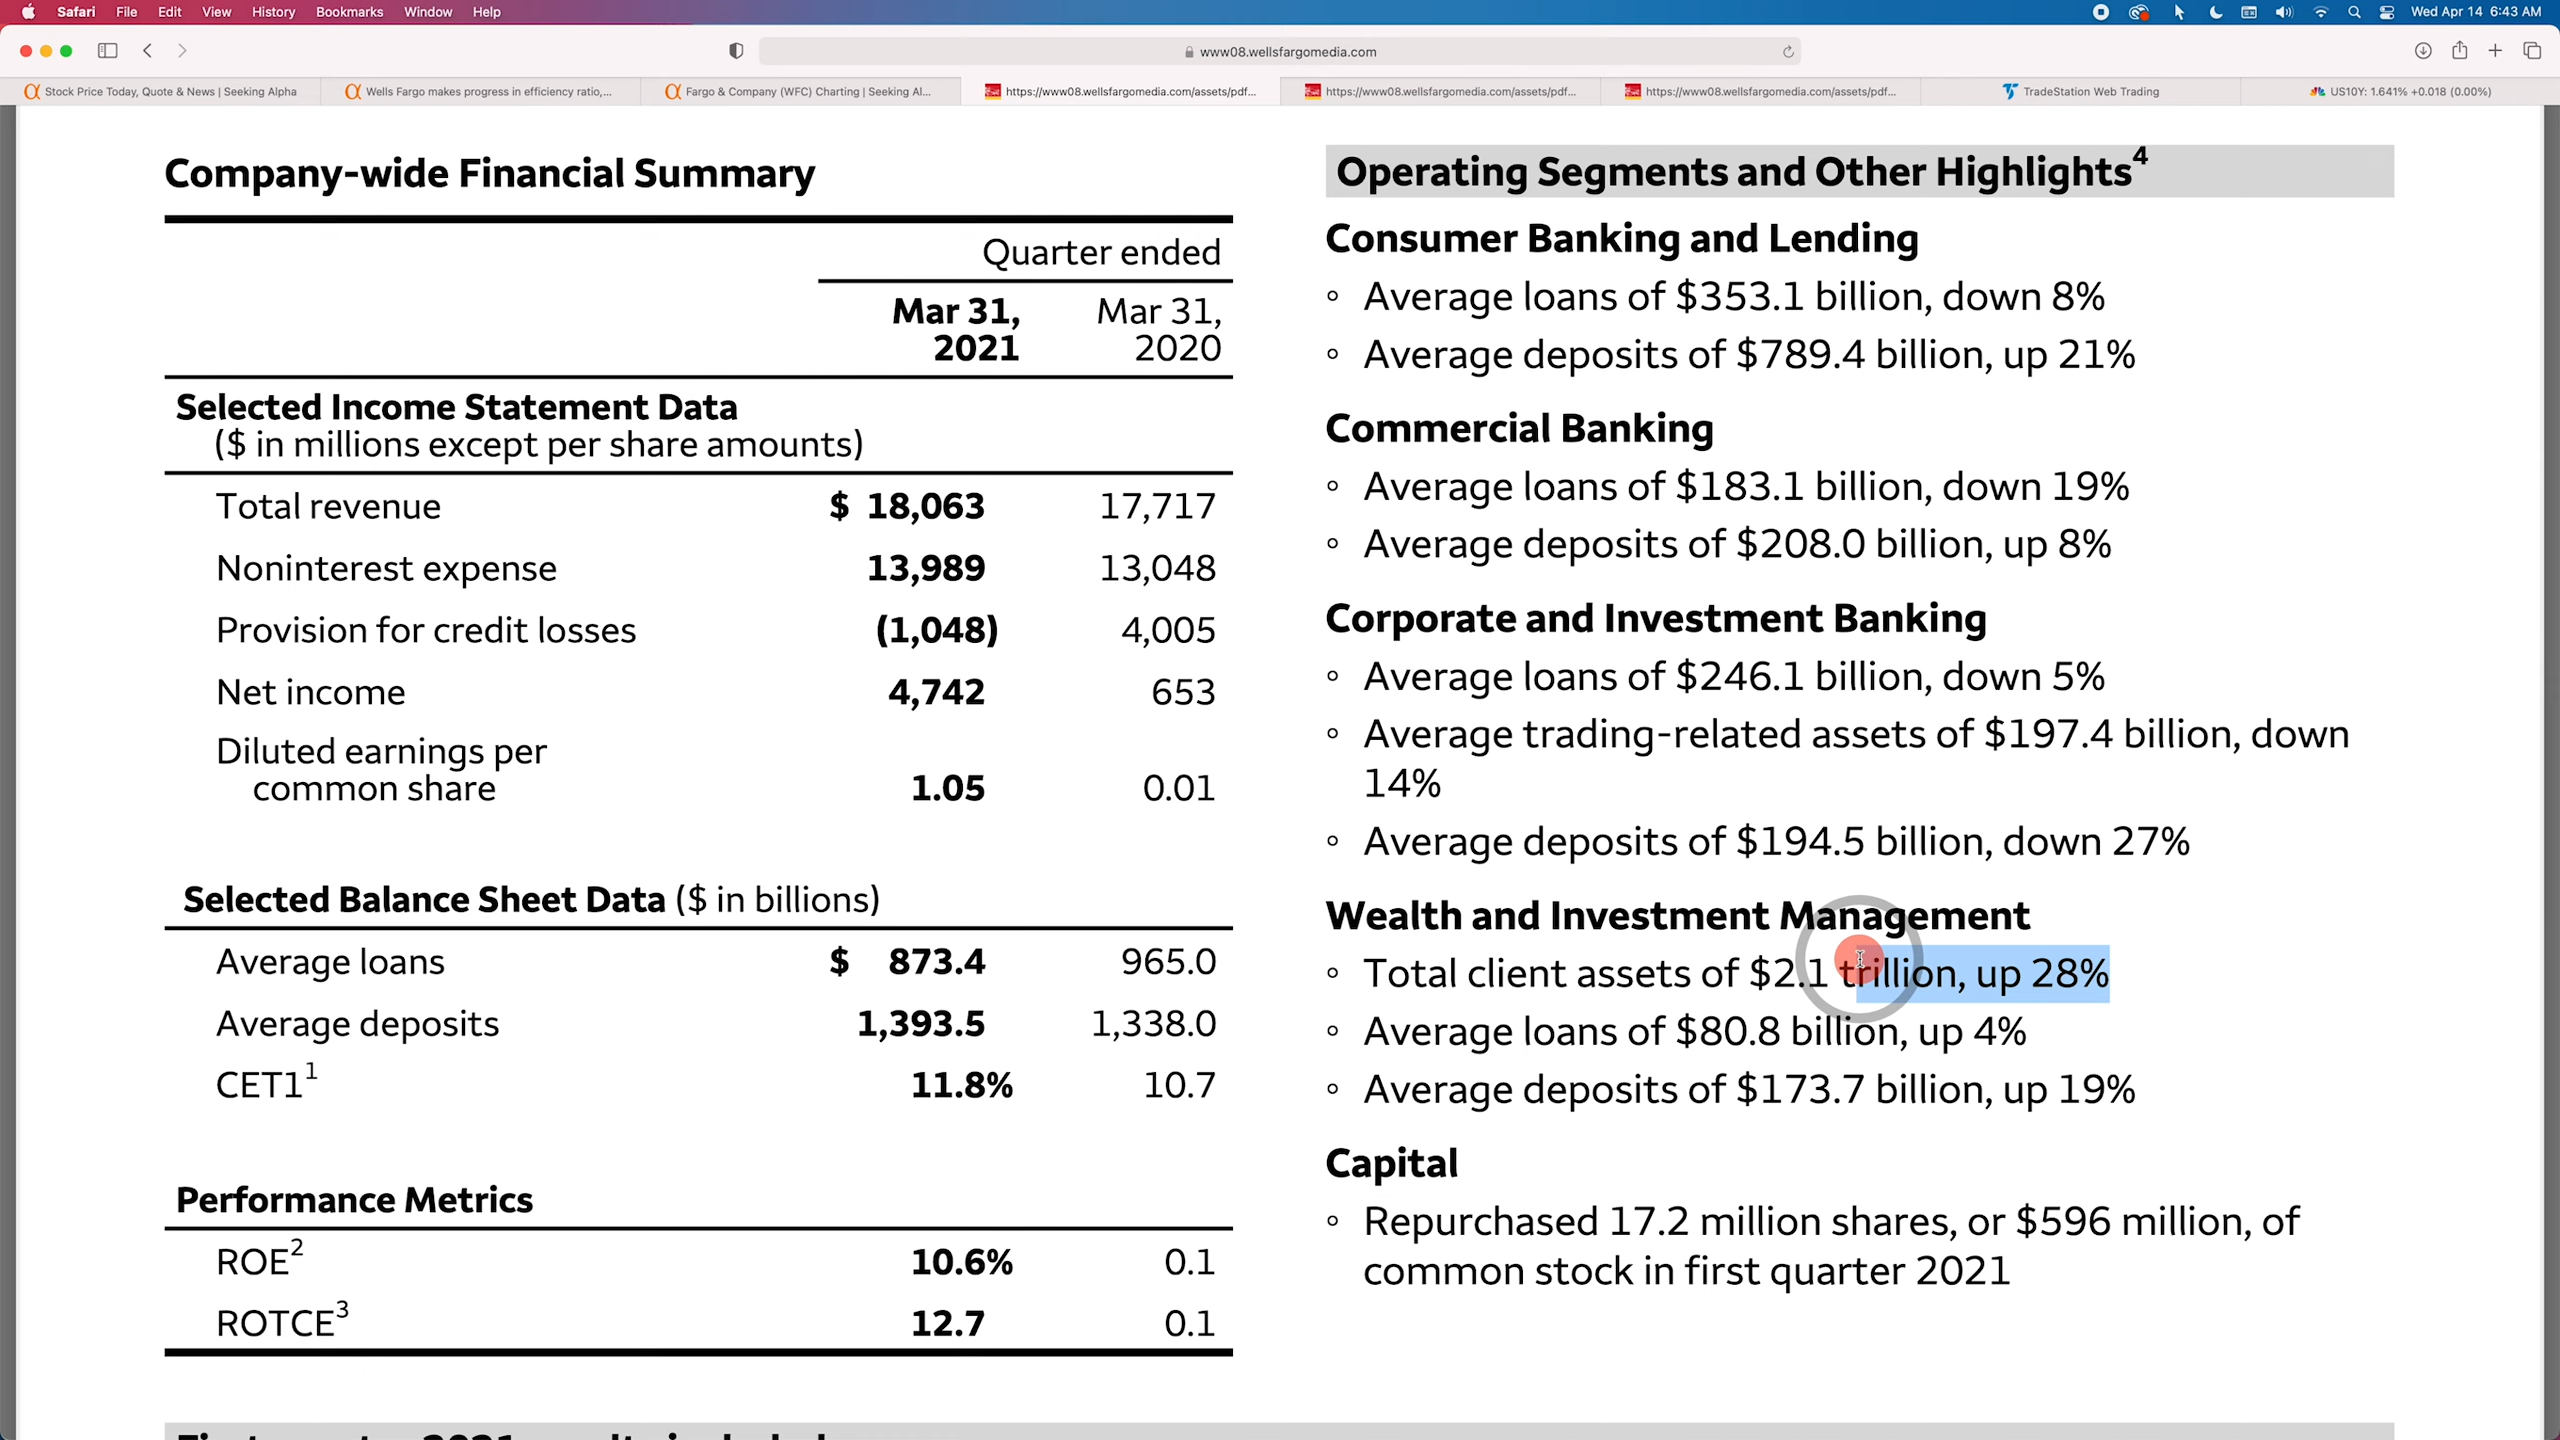 Safari File Edit View History Bookmarks Window Help
Wed Apr 14 6:43 AM
www08.wellsfargomedia.com
Stock Price Today, Quote & News | Seeking Alpha
Wells Fargo makes progress in efficiency ratio,...
Fargo & Company (WFC) Charting | Seeking Al...
https://www08.wellsfargomedia.com/assets/pdf...
https://www08.wellsfargomedia.com/assets/pdf...
https://www08.wellsfargomedia.com/assets/pdf...
TradeStation Web Trading
US10Y: 1.641% +0.018 (0.00%)
Company-wide Financial Summary
Quarter ended
Mar 31, Mar 31,
2021 2020
Selected Income Statement Data
($ in millions except per share amounts)
Total revenue $ 18,063 17,717
Noninterest expense 13,989 13,048
Provision for credit losses (1,048) 4,005
Net income 4,742 653
Diluted earnings per
common share 1.05 0.01
Selected Balance Sheet Data ($ in billions)
Average loans $ 873.4 965.0
Average deposits 1,393.5 1,338.0
CET1¹ 11.8% 10.7
Performance Metrics
ROE² 10.6% 0.1
ROTCE³ 12.7 0.1
Operating Segments and Other Highlights⁴
Consumer Banking and Lending
◦ Average loans of $353.1 billion, down 8%
◦ Average deposits of $789.4 billion, up 21%
Commercial Banking
◦ Average loans of $183.1 billion, down 19%
◦ Average deposits of $208.0 billion, up 8%
Corporate and Investment Banking
◦ Average loans of $246.1 billion, down 5%
◦ Average trading-related assets of $197.4 billion, down
14%
◦ Average deposits of $194.5 billion, down 27%
Wealth and Investment Management
◦ Total client assets of $2.1 trillion, up 28%
◦ Average loans of $80.8 billion, up 4%
◦ Average deposits of $173.7 billion, up 19%
Capital
◦ Repurchased 17.2 million shares, or $596 million, of
common stock in first quarter 2021